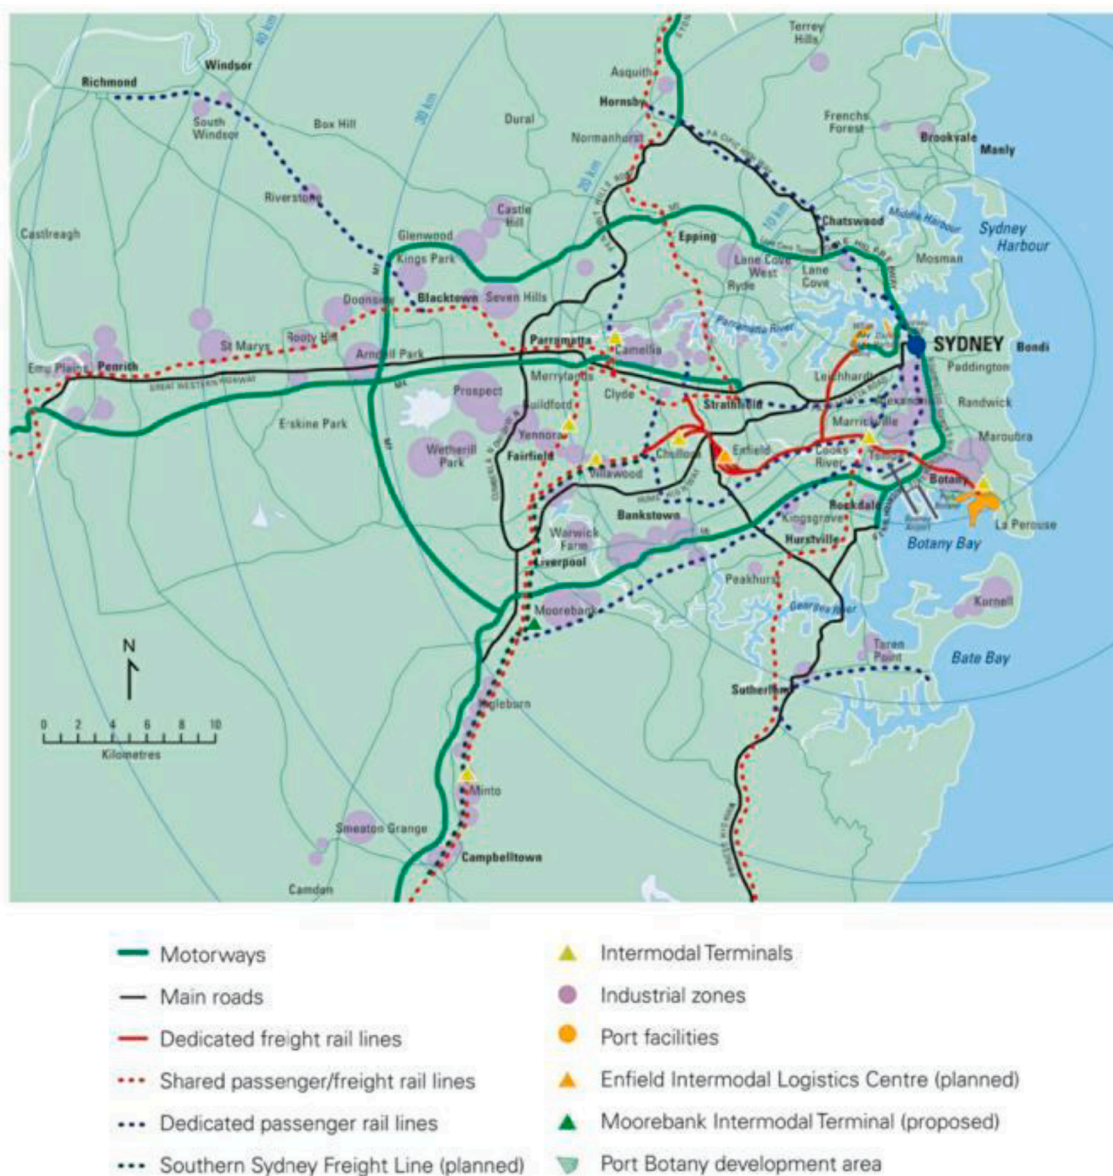 Terrey
Hills
Asquith
Hornsby
Windsor
Richmond
South
Windsor
Box Hill
Dural
Normanhurst
Frenchs
Forest
Brookvale
Manly
40 km
30 km
20 km
10 km
Riverstone
Castle
Hill
Castlreagh
Glenwood
Kings Park
Epping
Chatswood
Middle Harbour
Sydney
Harbour
Lane Cove
West
Lane
Cove
Mosman
Ryde
Doonside
Blacktown
Seven Hills
Parramatta River
St Marys
Rooty Hill
Parramatta
Camellia
SYDNEY
Bondi
Emu Plains
Penrith
Arndell Park
GREAT WESTERN HIGHWAY
M4
Merrylands
Clyde
Leichhardt
Paddington
Prospect
Guildford
Strathfield
Randwick
Erskine Park
Yennora
Marrickville
Wetherill
Park
Fairfield
Chullora
Enfield
Cooks
River
Maroubra
Villawood
Botany
Bankstown
Rockdale
Kingsgrove
Sydney
Airport
La Perouse
Warwick
Farm
Hurstville
Botany Bay
Liverpool
Peakhurst
Moorebank
Georges River
Kurnell
Taren
Point
Bate Bay
N
Sutherland
0 2 4 6 8 10
Kilometres
Ingleburn
Minto
Smeaton Grange
Campbelltown
Camden
Motorways
Main roads
Dedicated freight rail lines
Shared passenger/freight rail lines
Dedicated passenger rail lines
Southern Sydney Freight Line (planned)
Intermodal Terminals
Industrial zones
Port facilities
Enfield Intermodal Logistics Centre (planned)
Moorebank Intermodal Terminal (proposed)
Port Botany development area